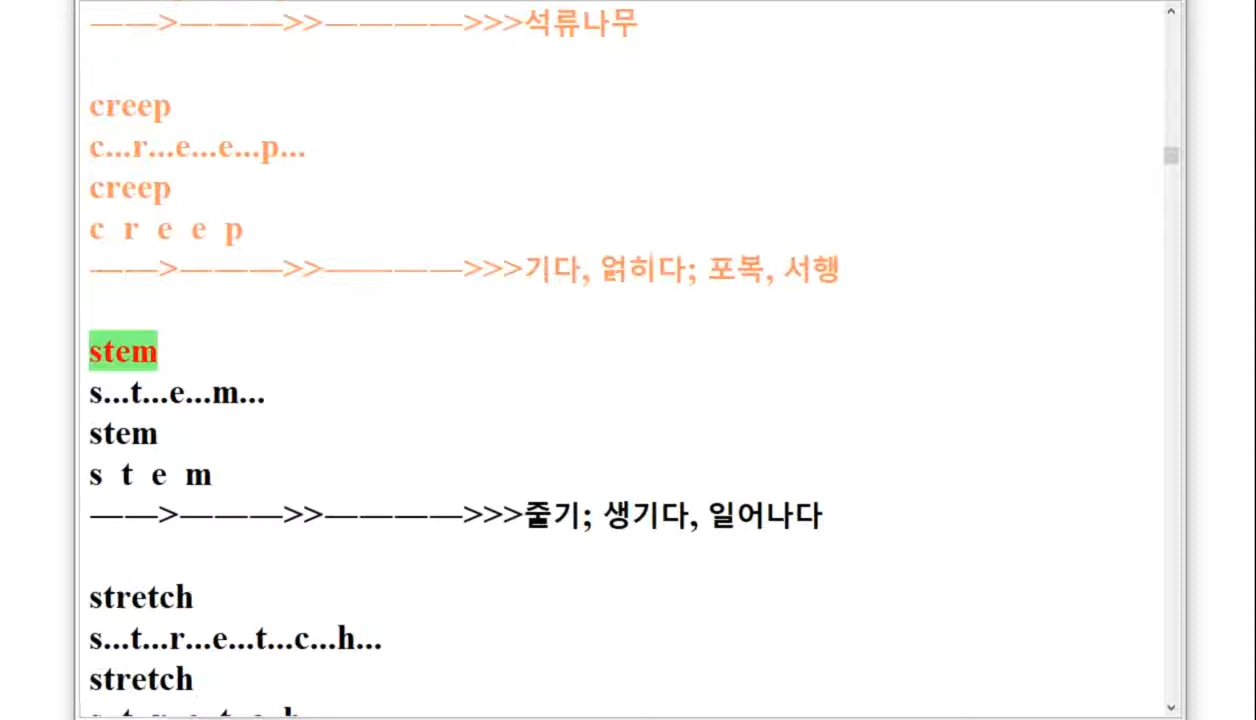 ——>———>>————>>>석류나무
creep
c...r...e...e...p...
creep
c r e e p
——>———>>————>>>기다, 얽히다; 포복, 서행
stem
s...t...e...m...
stem
s t e m
——>———>>————>>>줄기; 생기다, 일어나다
stretch
s...t...r...e...t...c...h...
stretch
s t r e t c h